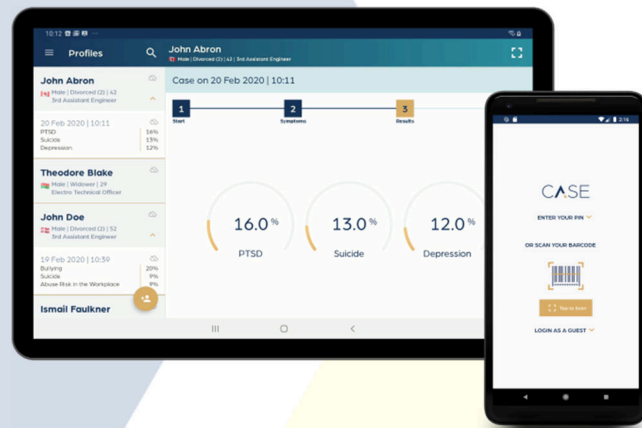 10:12
Profiles
John Abron
Male | Divorced (2) | 42 | 3rd Assistant Engineer
Case on 20 Feb 2020 | 10:11
John Abron
Male | Divorced (2) | 42
3rd Assistant Engineer
20 Feb 2020 | 10:11
PTSD 16%
Suicide 13%
Depression 12%
Theodore Blake
Male | Widower | 29
Electro Technical Officer
John Doe
Male | Divorced (2) | 52
3rd Assistant Engineer
19 Feb 2020 | 10:39
Bullying 20%
Suicide 9%
Abuse Risk in the Workplace 9%
Ismail Faulkner
1
Start
2
Symptoms
3
Results
16.0 %
PTSD
13.0 %
Suicide
12.0 %
Depression
2:16
CASE
ENTER YOUR PIN
OR SCAN YOUR BARCODE
Tap to Scan
LOGIN AS A GUEST